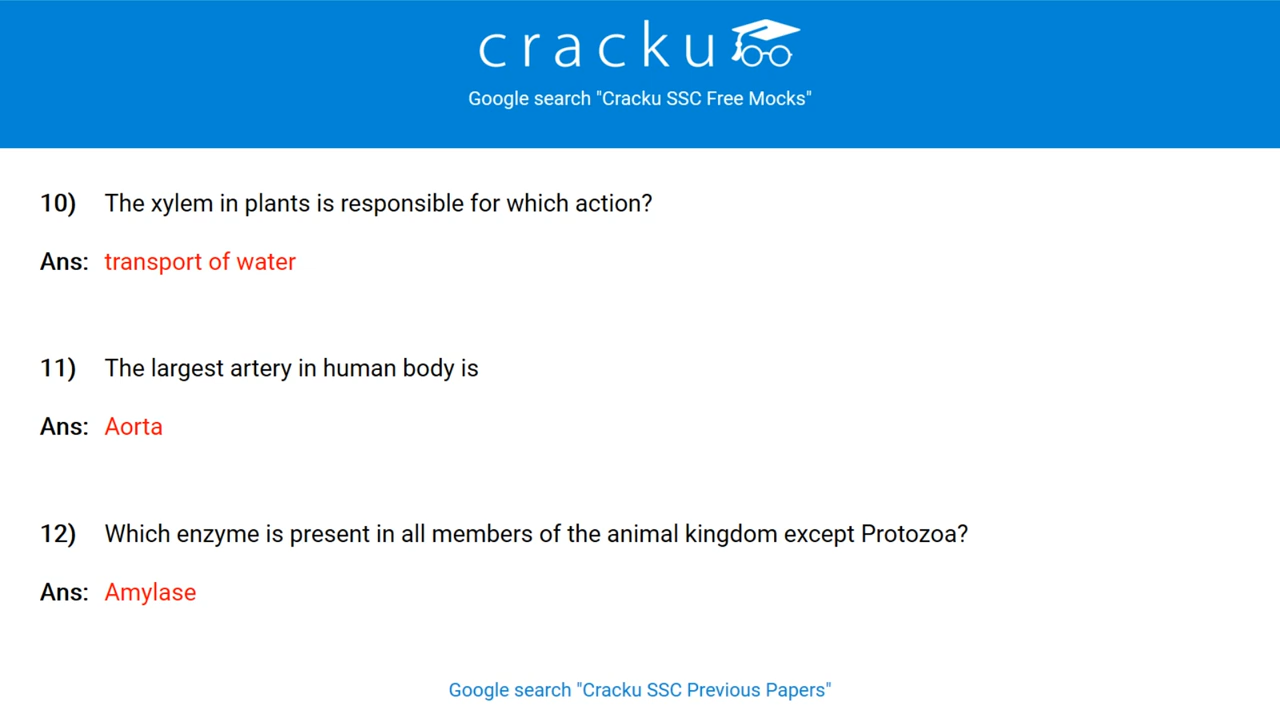 cracku
Google search "Cracku SSC Free Mocks"
10) The xylem in plants is responsible for which action?
Ans: transport of water
11) The largest artery in human body is
Ans: Aorta
12) Which enzyme is present in all members of the animal kingdom except Protozoa?
Ans: Amylase
Google search "Cracku SSC Previous Papers"